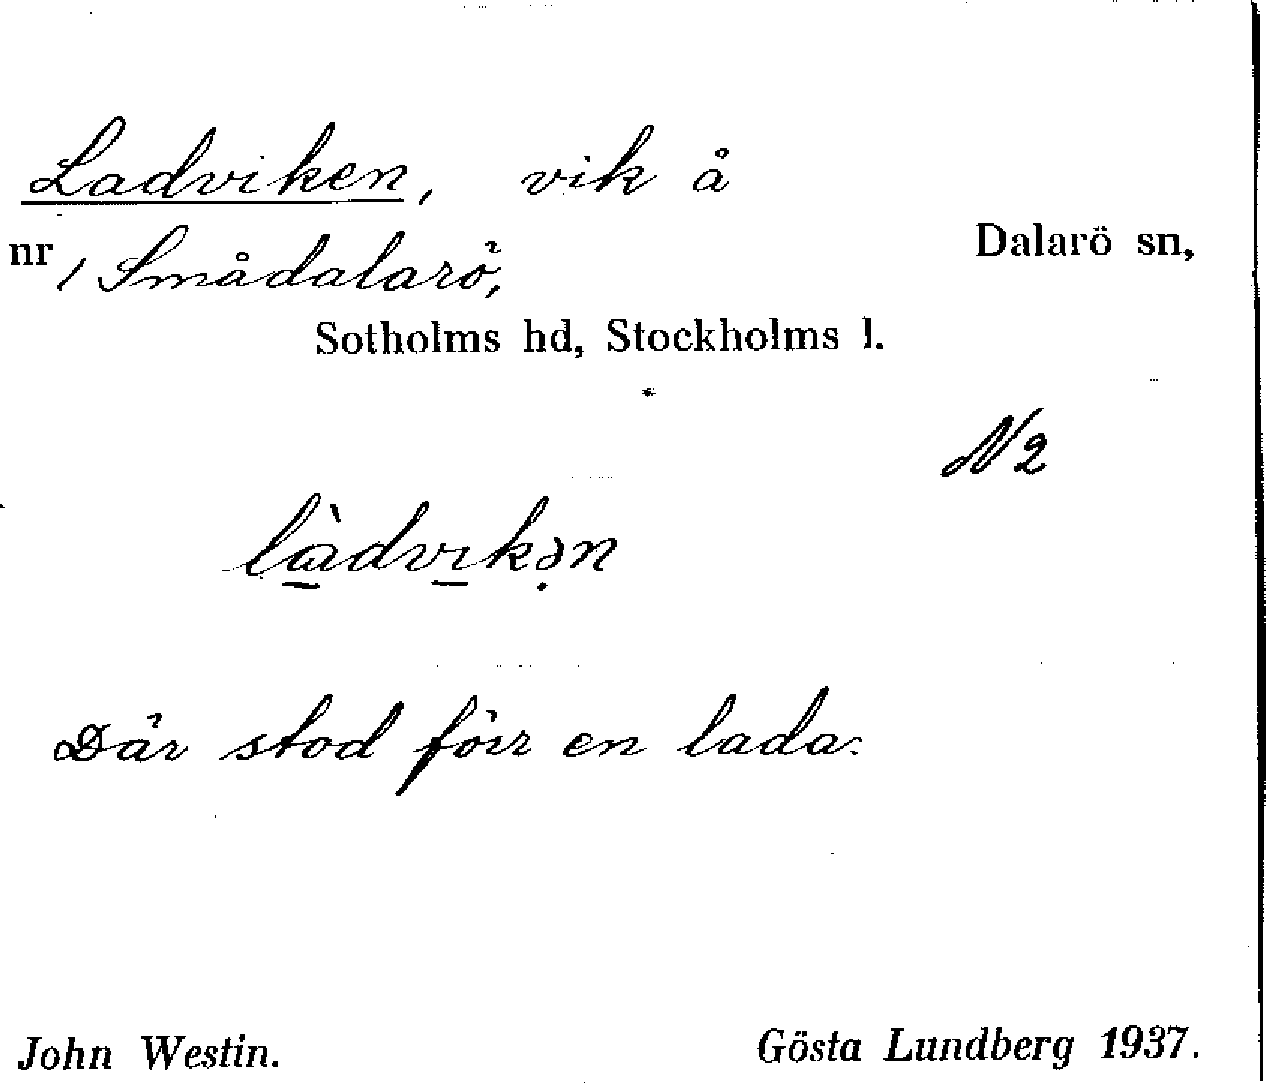 Ladviken, vik å
nr 1 Smådalarö, Dalarö sn,
Sotholms hd, Stockholms l.
N2
làdvikən
Där stod förr en lada.
John Westin. Gösta Lundberg 1937.